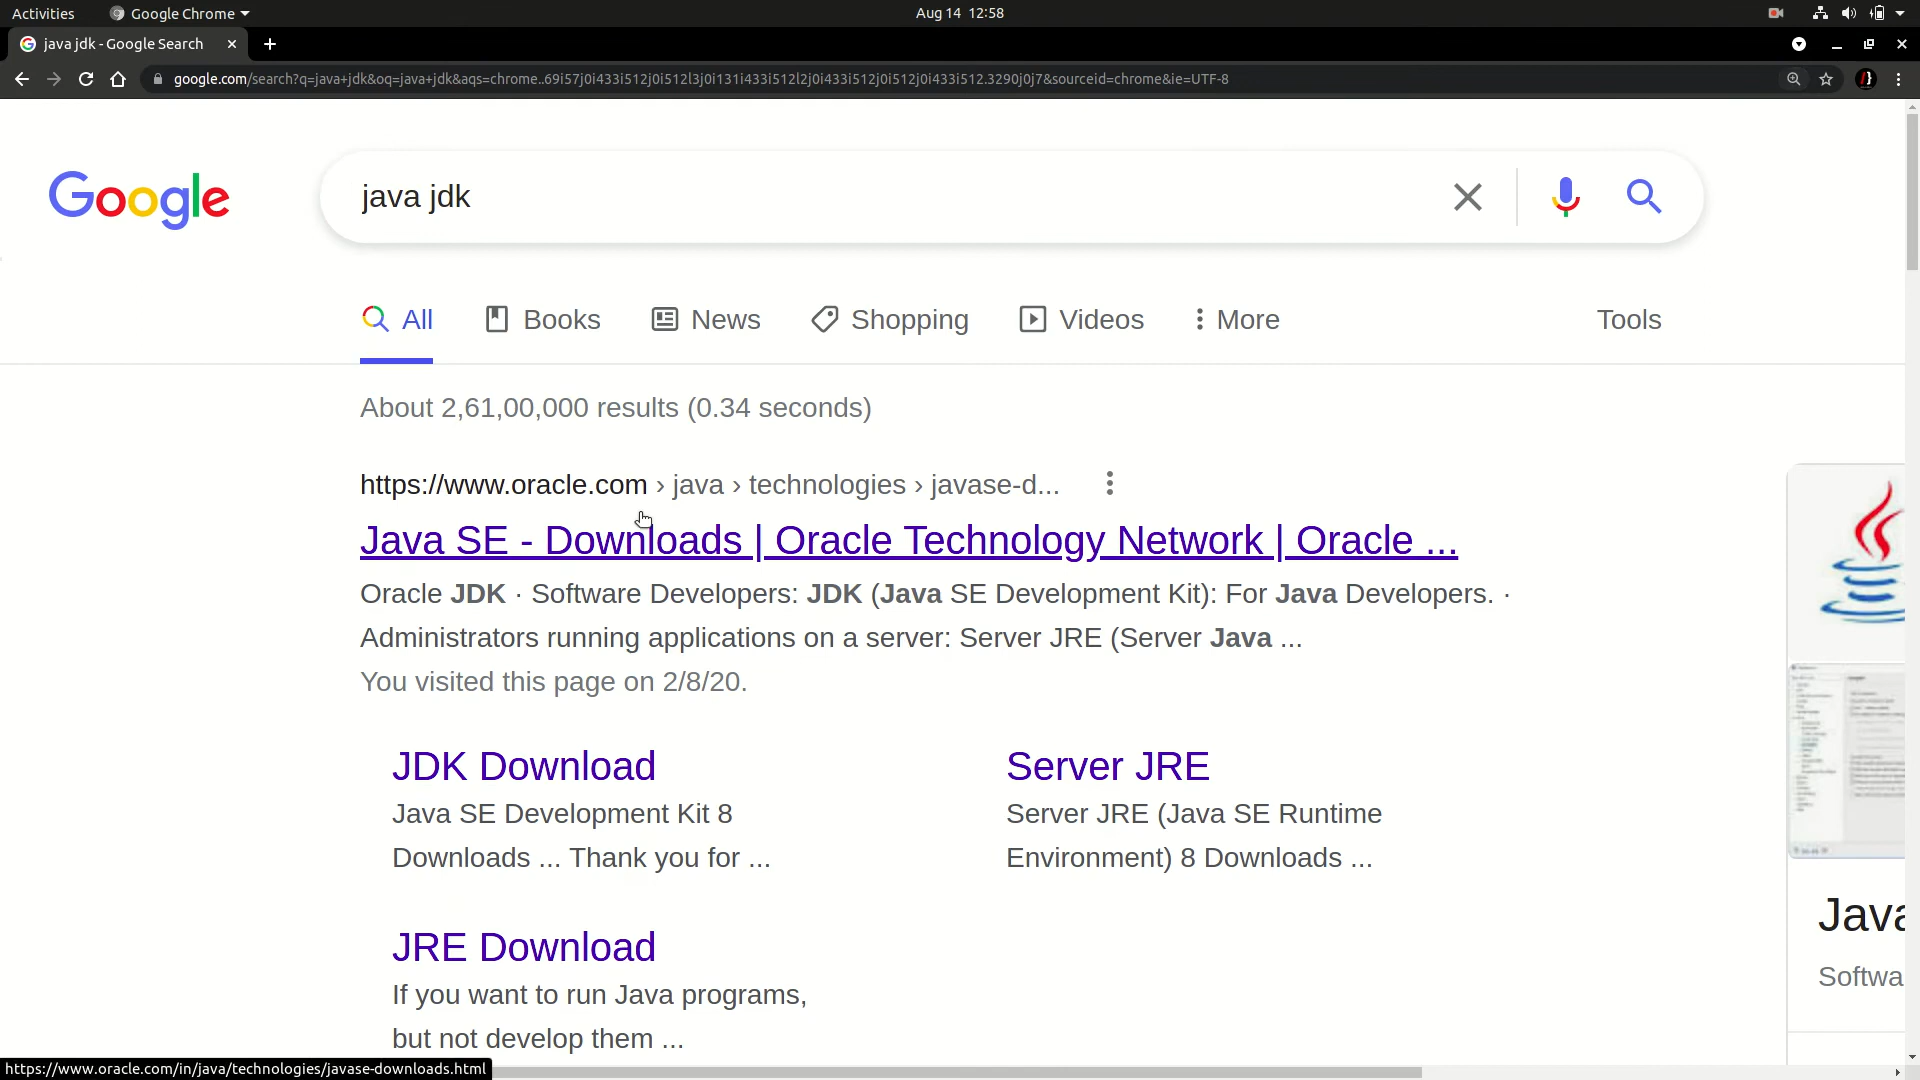 Activities
Google Chrome
Aug 14 12:58
java jdk - Google Search
google.com/search?q=java+jdk&oq=java+jdk&aqs=chrome..69i57j0i433i512j0i512l3j0i131i433i512l2j0i433i512j0i512j0i433i512.3290j0j7&sourceid=chrome&ie=UTF-8
Google
java jdk
All
Books
News
Shopping
Videos
More
Tools
About 2,61,00,000 results (0.34 seconds)
https://www.oracle.com › java › technologies › javase-d...
Java SE - Downloads | Oracle Technology Network | Oracle ...
Oracle JDK · Software Developers: JDK (Java SE Development Kit): For Java Developers. ·
Administrators running applications on a server: Server JRE (Server Java ...
You visited this page on 2/8/20.
JDK Download
Java SE Development Kit 8
Downloads ... Thank you for ...
Server JRE
Server JRE (Java SE Runtime
Environment) 8 Downloads ...
JRE Download
If you want to run Java programs,
but not develop them ...
Java
Softwa
https://www.oracle.com/in/java/technologies/javase-downloads.html